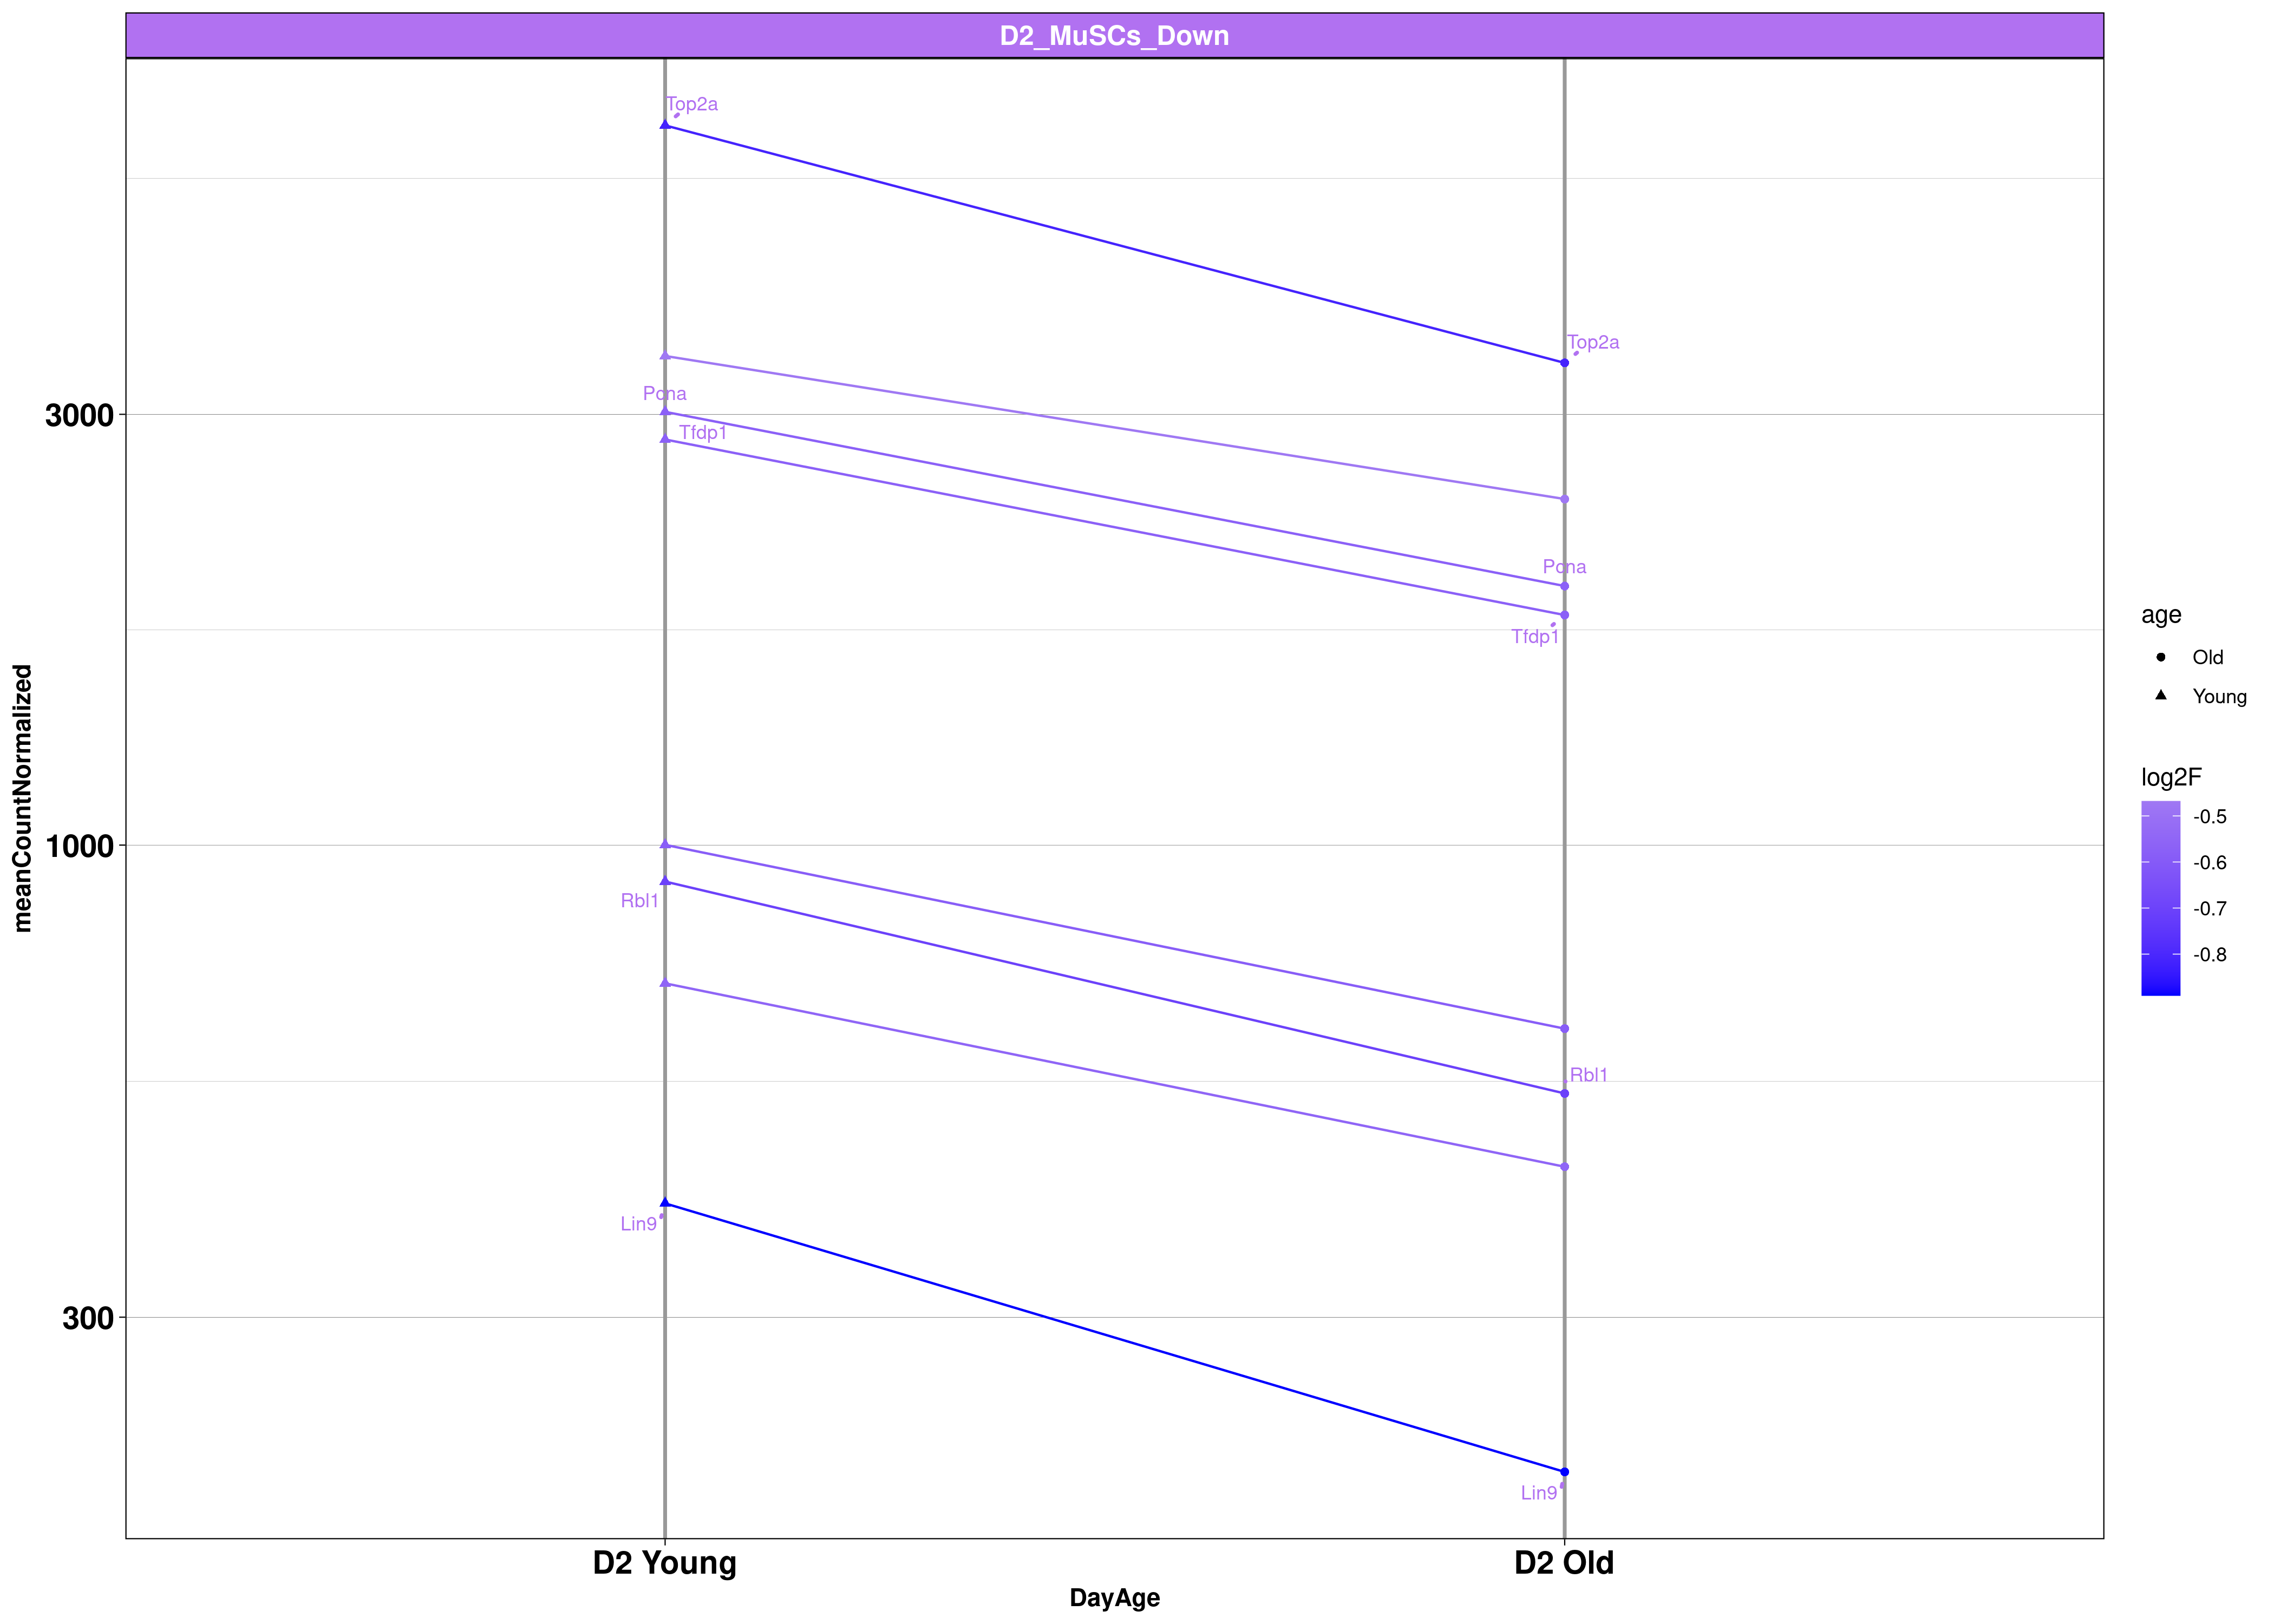 D2_MuSCs_Down
Top2a
Top2a
Pcna
Tfdp1
Pcna
Tfdp1
Rbl1
Rbl1
Lin9
Lin9
3000
1000
300
meanCountNormalized
D2 Young
D2 Old
DayAge
age
Old
Young
log2F
-0.5
-0.6
-0.7
-0.8